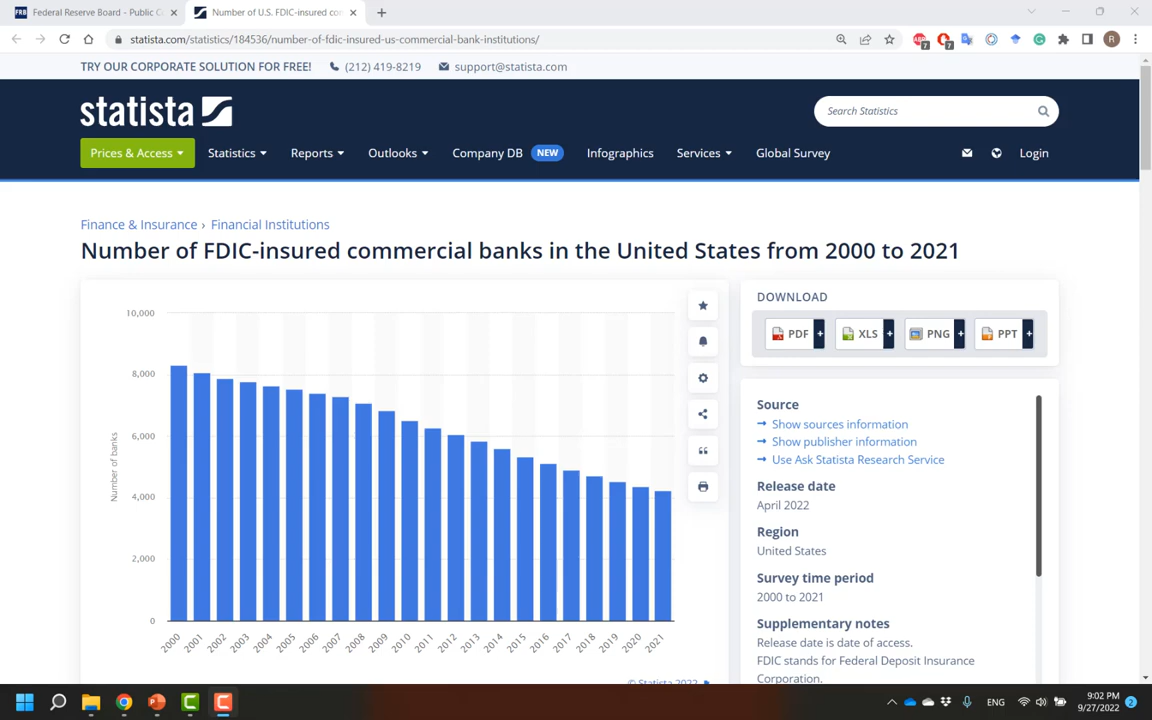 Federal Reserve Board - Public C
Number of U.S. FDIC-insured com
statista.com/statistics/184536/number-of-fdic-insured-us-commercial-bank-institutions/
7
7
R
TRY OUR CORPORATE SOLUTION FOR FREE!
(212) 419-8219
support@statista.com
statista
Search Statistics
Prices & Access
Statistics
Reports
Outlooks
Company DB
NEW
Infographics
Services
Global Survey
Login
Finance & Insurance › Financial Institutions
Number of FDIC-insured commercial banks in the United States from 2000 to 2021
10,000
8,000
6,000
4,000
2,000
0
Number of banks
2000
2001
2002
2003
2004
2005
2006
2007
2008
2009
2010
2011
2012
2013
2014
2015
2016
2017
2018
2019
2020
2021
© Statista 2022
DOWNLOAD
PDF +
XLS +
PNG +
PPT +
Source
Show sources information
Show publisher information
Use Ask Statista Research Service
Release date
April 2022
Region
United States
Survey time period
2000 to 2021
Supplementary notes
Release date is date of access.
FDIC stands for Federal Deposit Insurance
Corporation.
ENG
9:02 PM
9/27/2022
2